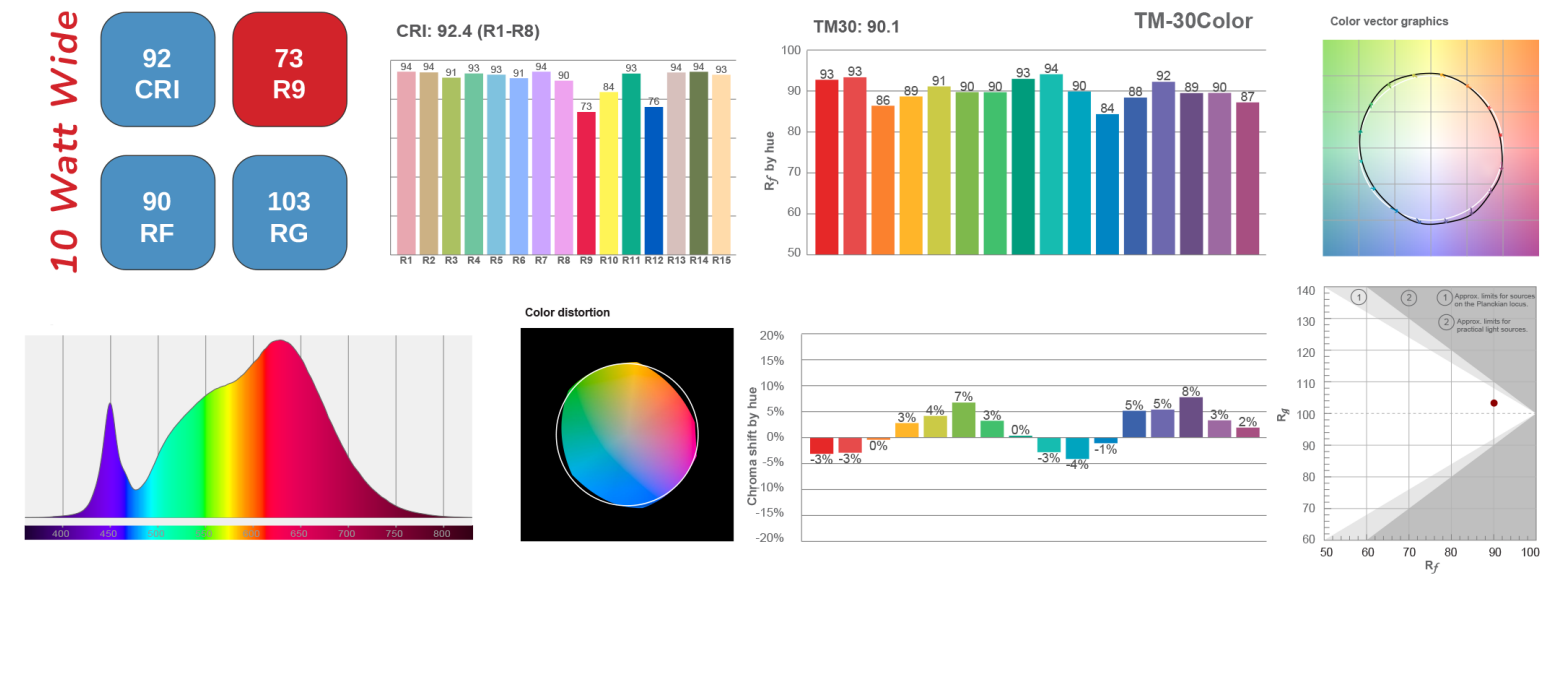 10 Watt Wide
92
CRI
73
R9
90
RF
103
RG
CRI: 92.4 (R1-R8)
94 94 91 93 93 91 94 90 73 84 93 76 94 94 93
R1 R2 R3 R4 R5 R6 R7 R8 R9 R10 R11 R12 R13 R14 R15
TM30: 90.1
TM-30Color
Rf by hue
100
90
80
70
60
50
93 93 86 89 91 90 90 93 94 90 84 88 92 89 90 87
Color vector graphics
400 450 500 550 600 650 700 750 800
Color distortion
Chroma shift by hue
20%
15%
10%
5%
0%
-5%
-10%
-15%
-20%
-3% -3% 0% 3% 4% 7% 3% 0% -3% -4% -1% 5% 5% 8% 3% 2%
Rg
140
130
120
110
100
90
80
70
60
1
2
1 Approx. limits for sources
on the Planckian locus.
2 Approx. limits for
practical light sources.
50 60 70 80 90 100
Rf